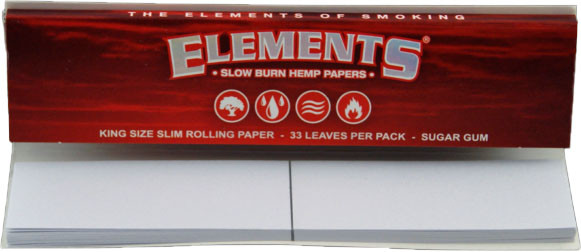 THE ELEMENTS OF SMOKING
ELEMENTS®
• SLOW BURN HEMP PAPERS •
KING SIZE SLIM ROLLING PAPER - 33 LEAVES PER PACK - SUGAR GUM